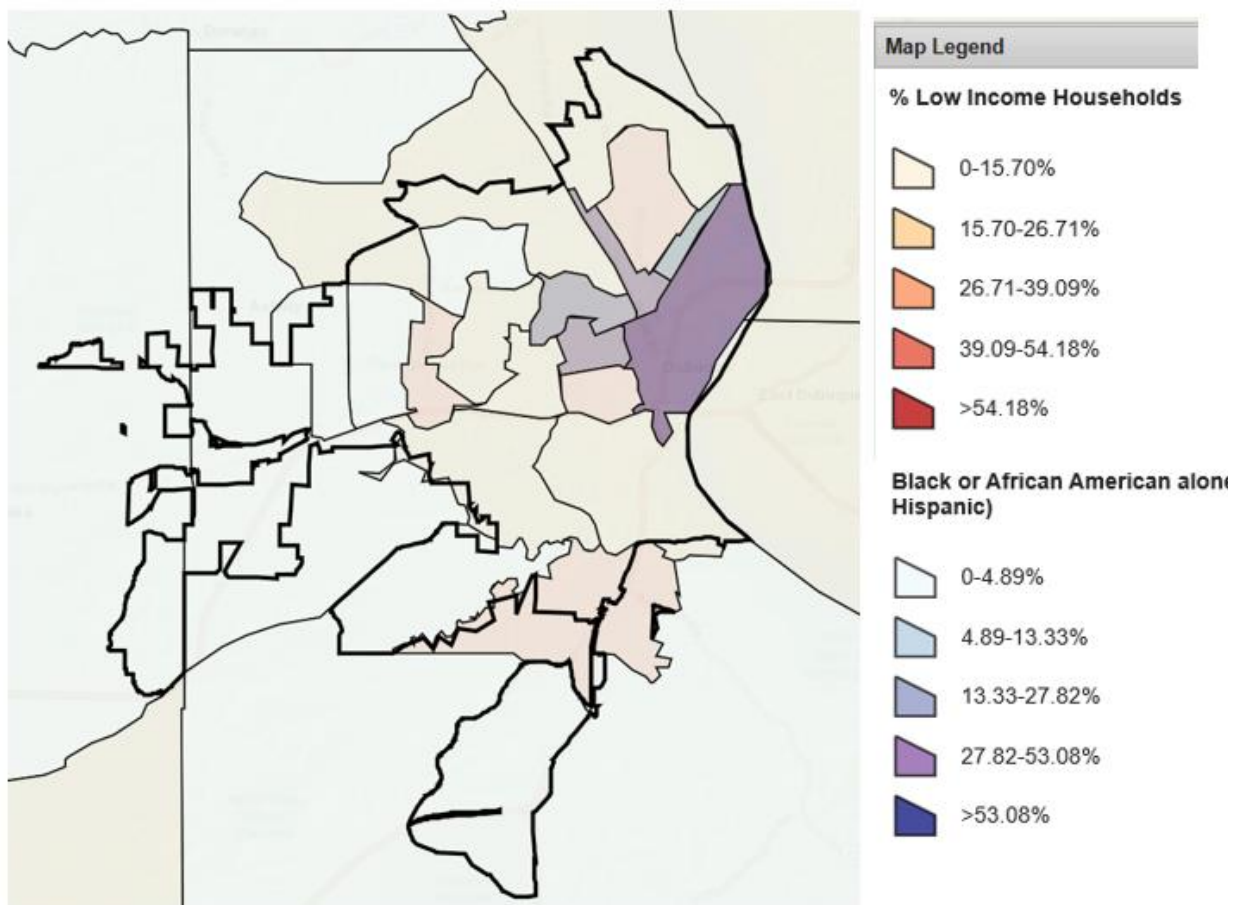 Map Legend
% Low Income Households
0-15.70%
15.70-26.71%
26.71-39.09%
39.09-54.18%
>54.18%
Black or African American alone
Hispanic)
0-4.89%
4.89-13.33%
13.33-27.82%
27.82-53.08%
>53.08%
East Dubuque